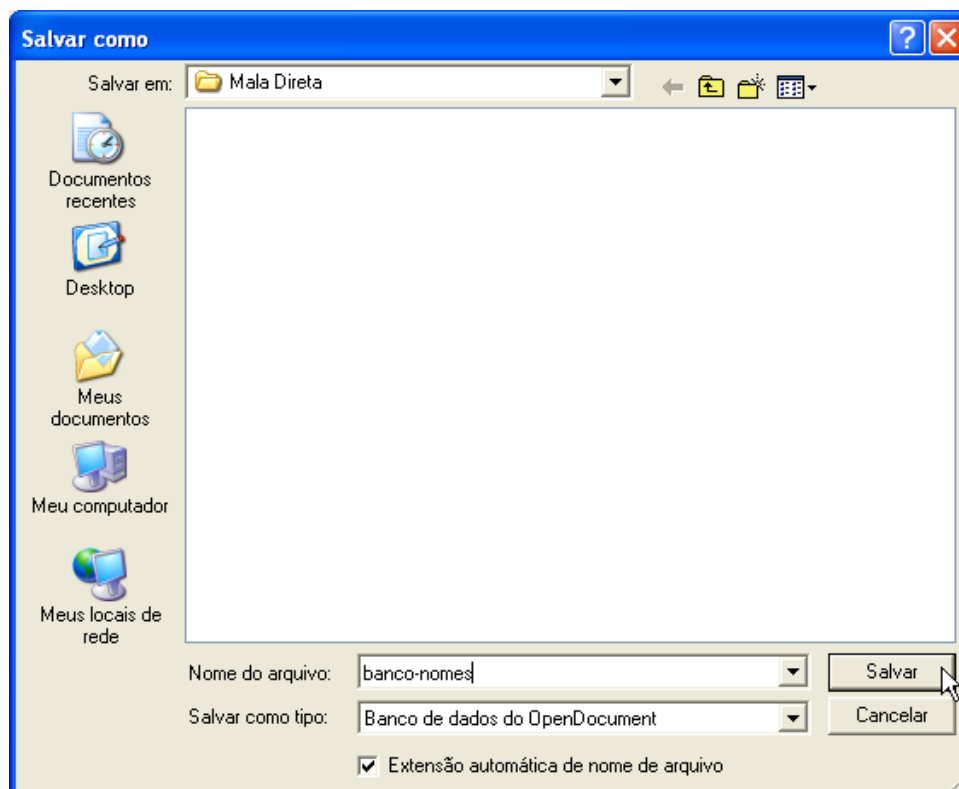 Salvar como
Salvar em:
Mala Direta
Documentos
recentes
Desktop
Meus
documentos
Meu computador
Meus locais de
rede
Nome do arquivo:
banco-nomes
Salvar
Salvar como tipo:
Banco de dados do OpenDocument
Cancelar
Extensão automática de nome de arquivo